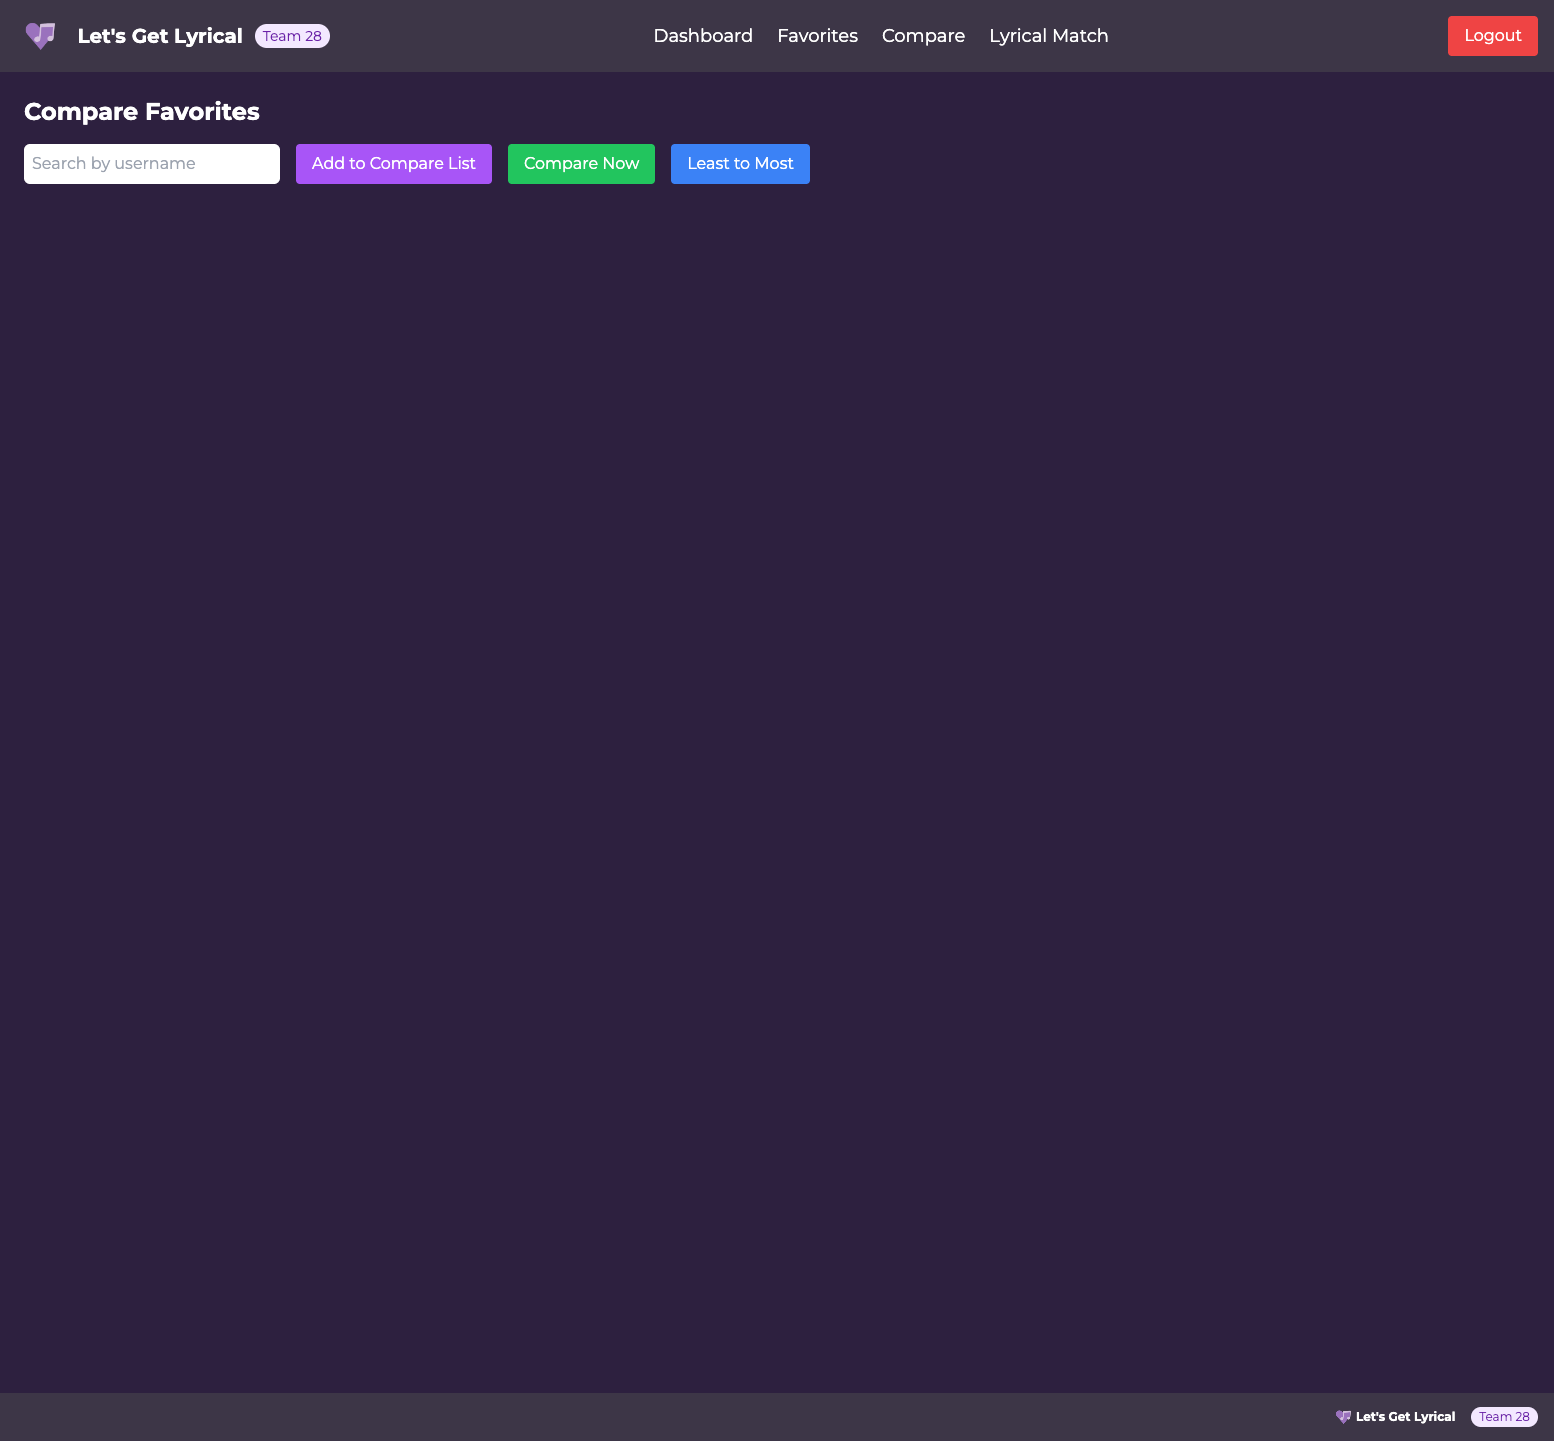 Let's Get Lyrical Team 28 Dashboard Favorites Compare Lyrical Match Logout
Compare Favorites
Search by username Add to Compare List Compare Now Least to Most
Let's Get Lyrical Team 28